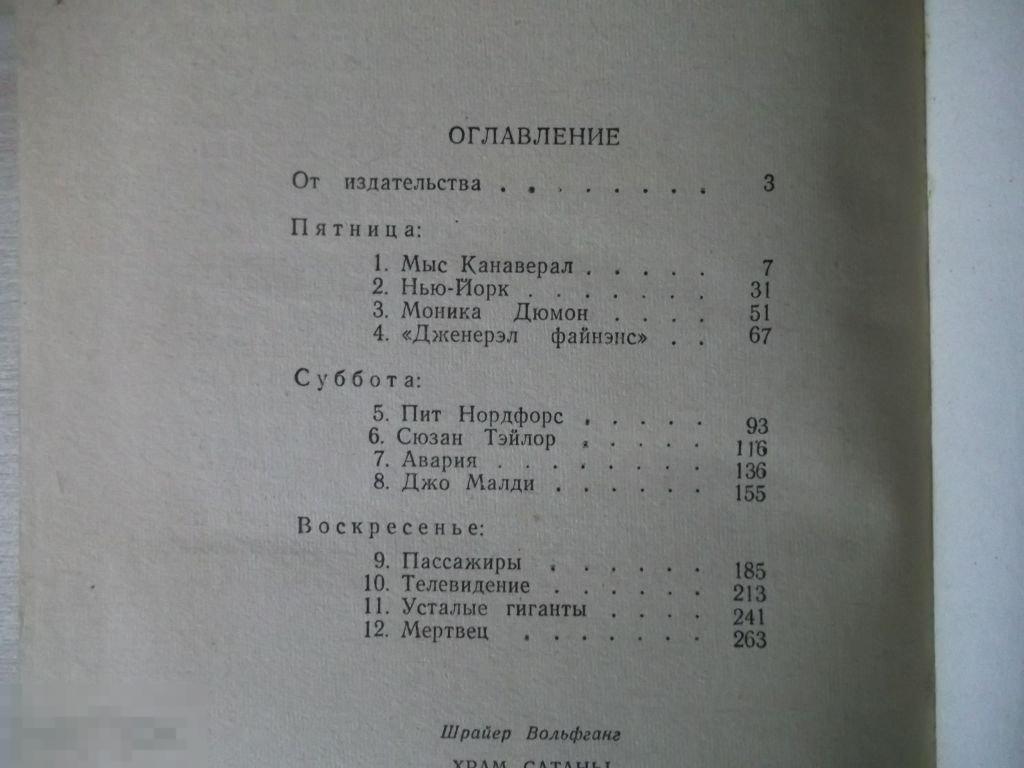 ОГЛАВЛЕНИЕ
От издательства . . . . . . . . . 3
Пятница:
1. Мыс Канаверал . . . . . 7
2. Нью-Йорк . . . . . . . 31
3. Моника Дюмон . . . . 51
4. «Дженерэл файнэнс» . . 67
Суббота:
5. Пит Нордфорс . . . . . 93
6. Сюзан Тэйлор . . . . . 116
7. Авария . . . . . . . . 136
8. Джо Малди . . . . . . 155
Воскресенье:
9. Пассажиры . . . . . . 185
10. Телевидение . . . . . . 213
11. Усталые гиганты . . . . 241
12. Мертвец . . . . . . . 263
Шрайер Вольфганг
ХРАМ САТАНЫ